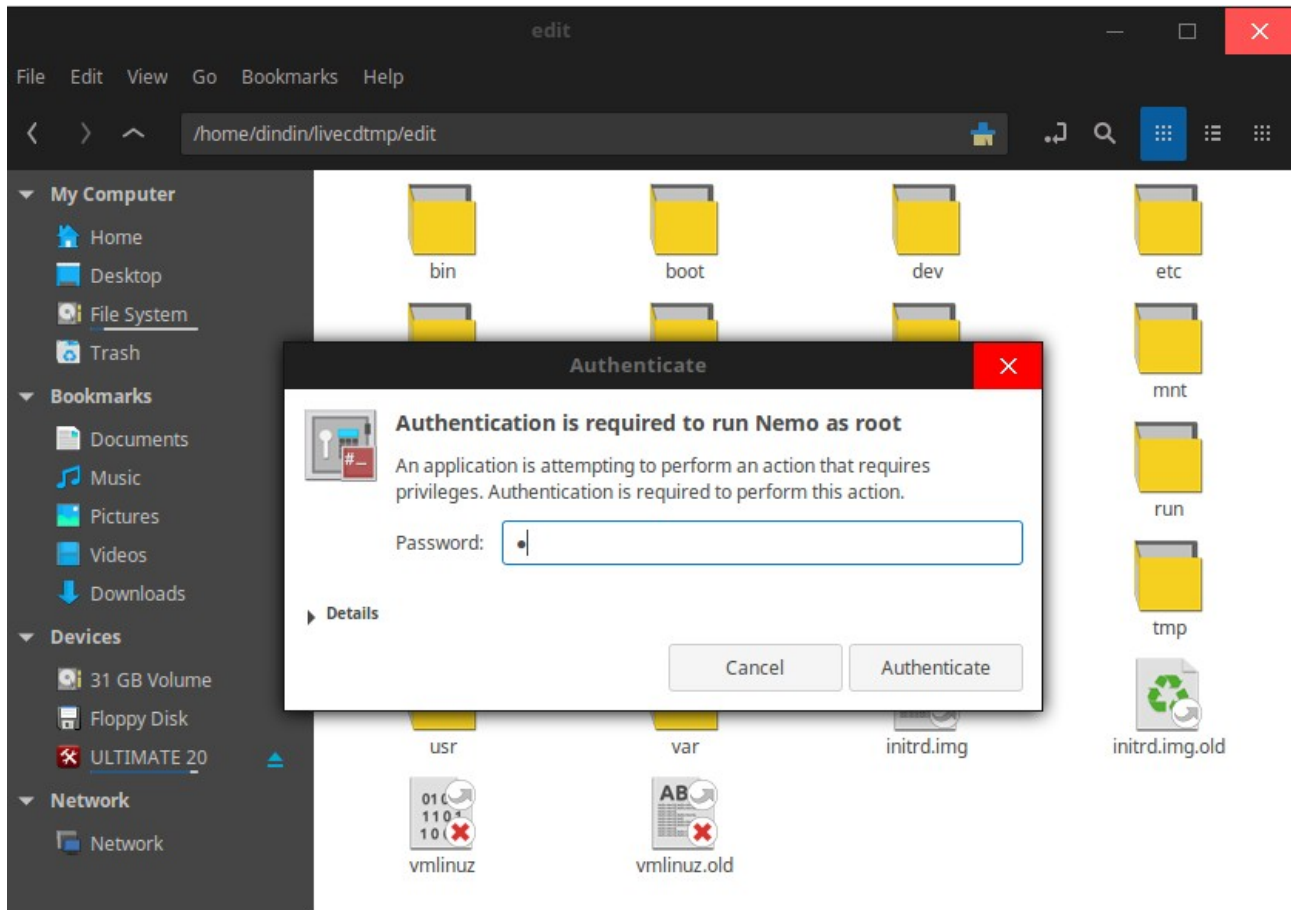 edit
File Edit View Go Bookmarks Help
/home/dindin/livecdtmp/edit
My Computer
Home
Desktop
File System
Trash
Bookmarks
Documents
Music
Pictures
Videos
Downloads
Devices
31 GB Volume
Floppy Disk
ULTIMATE 20
Network
Network
bin boot dev etc
mnt
run
tmp
Authenticate
Authentication is required to run Nemo as root
An application is attempting to perform an action that requires
privileges. Authentication is required to perform this action.
Password:
Details
Cancel Authenticate
#_
usr var initrd.img initrd.img.old
vmlinuz vmlinuz.old